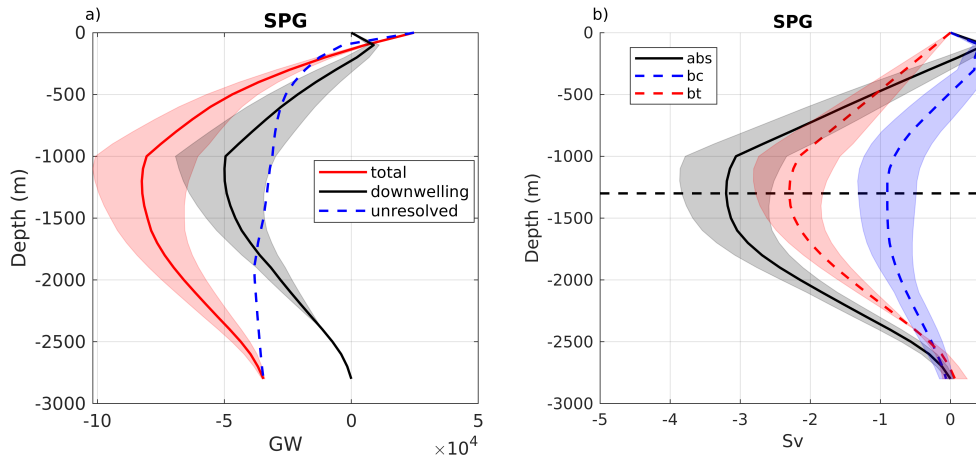 a)
SPG
0
-500
-1000
-1500
-2000
-2500
-3000
Depth (m)
total
downwelling
unresolved
-10
-5
0
5
GW
×10⁴
b)
SPG
0
-500
-1000
-1500
-2000
-2500
-3000
Depth (m)
abs
bc
bt
-5
-4
-3
-2
-1
0
Sv